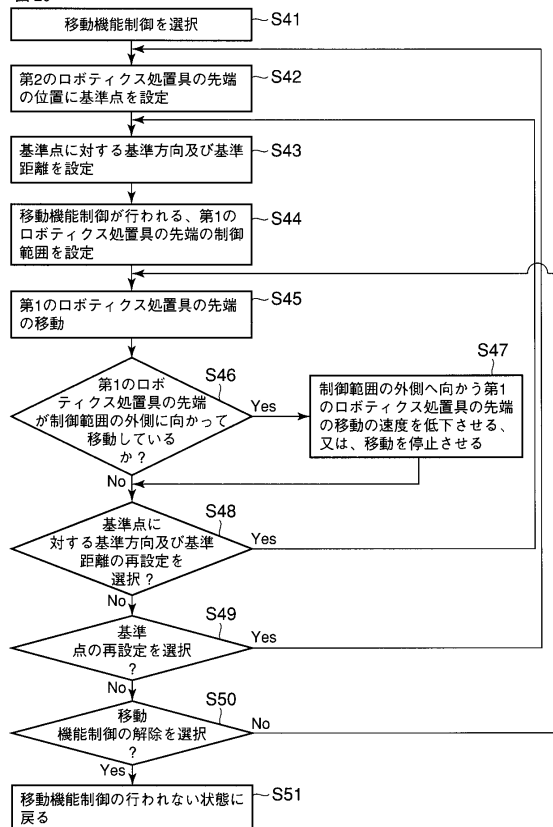 移動機能制御を選択
S41
第2のロボティクス処置具の先端
の位置に基準点を設定
S42
基準点に対する基準方向及び基準
距離を設定
S43
移動機能制御が行われる、第1の
ロボティクス処置具の先端の制御
範囲を設定
S44
第1のロボティクス処置具の先端
の移動
S45
第1のロボ
ティクス処置具の先端
が制御範囲の外側に向かって
移動している
か?
S46
Yes
No
S47
制御範囲の外側へ向かう第1
のロボティクス処置具の先端
の移動の速度を低下させる、
又は、移動を停止させる
基準点に
対する基準方向及び基準
距離の再設定を
選択?
S48
Yes
No
基準
点の再設定を選択
?
S49
Yes
No
移動
機能制御の解除を選択
?
S50
No
Yes
移動機能制御の行われない状態に
戻る
S51